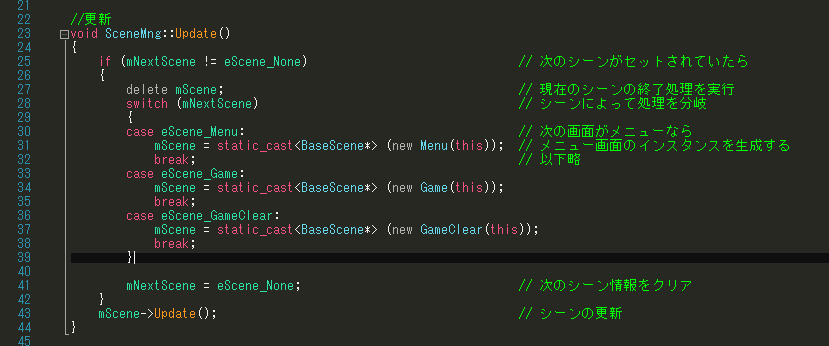 21
22 //更新
23 void SceneMng::Update()
24 {
25 if (mNextScene != eScene_None) // 次のシーンがセットされていたら
26 {
27 delete mScene; // 現在のシーンの終了処理を実行
28 switch (mNextScene) // シーンによって処理を分岐
29 {
30 case eScene_Menu: // 次の画面がメニューなら
31 mScene = static_cast<BaseScene*> (new Menu(this)); // メニュー画面のインスタンスを生成する
32 break; // 以下略
33 case eScene_Game:
34 mScene = static_cast<BaseScene*> (new Game(this));
35 break;
36 case eScene_GameClear:
37 mScene = static_cast<BaseScene*> (new GameClear(this));
38 break;
39 }
40
41 mNextScene = eScene_None; // 次のシーン情報をクリア
42 }
43 mScene->Update(); // シーンの更新
44 }
45